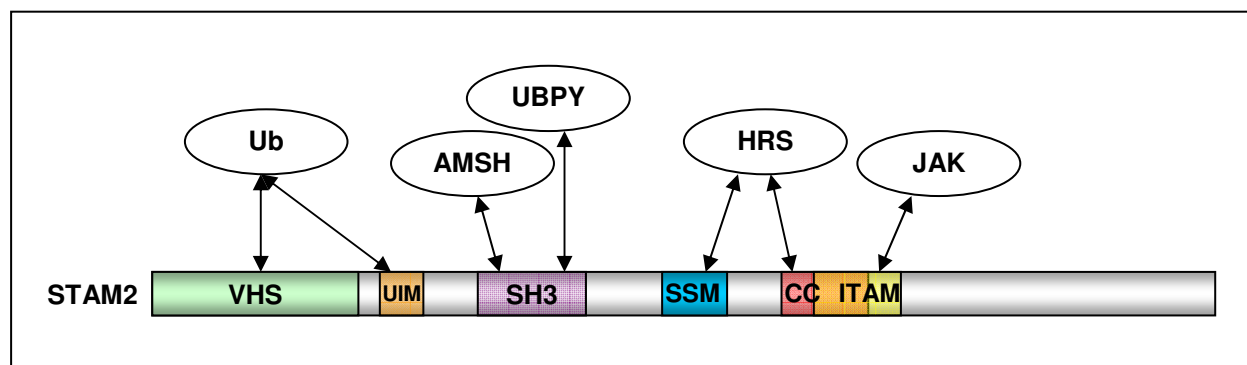 UBPY
Ub
AMSH
HRS
JAK
STAM2
VHS
UIM
SH3
SSM
CC
ITAM